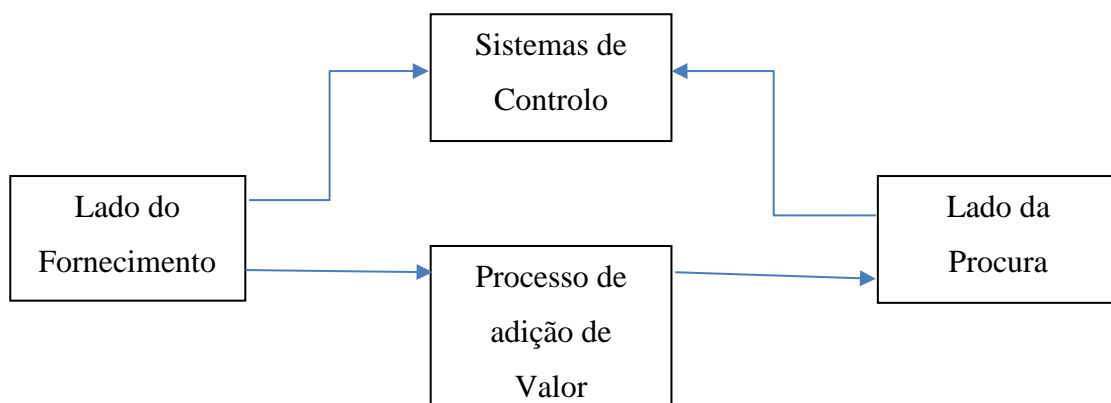 Sistemas de
Controlo
Lado do
Fornecimento
Lado da
Procura
Processo de
adição de
Valor